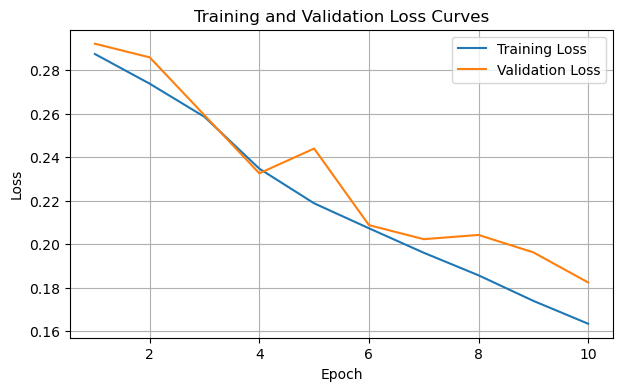 Training and Validation Loss Curves
Training Loss
Validation Loss
Loss
0.28
0.26
0.24
0.22
0.20
0.18
0.16
2 4 6 8 10
Epoch